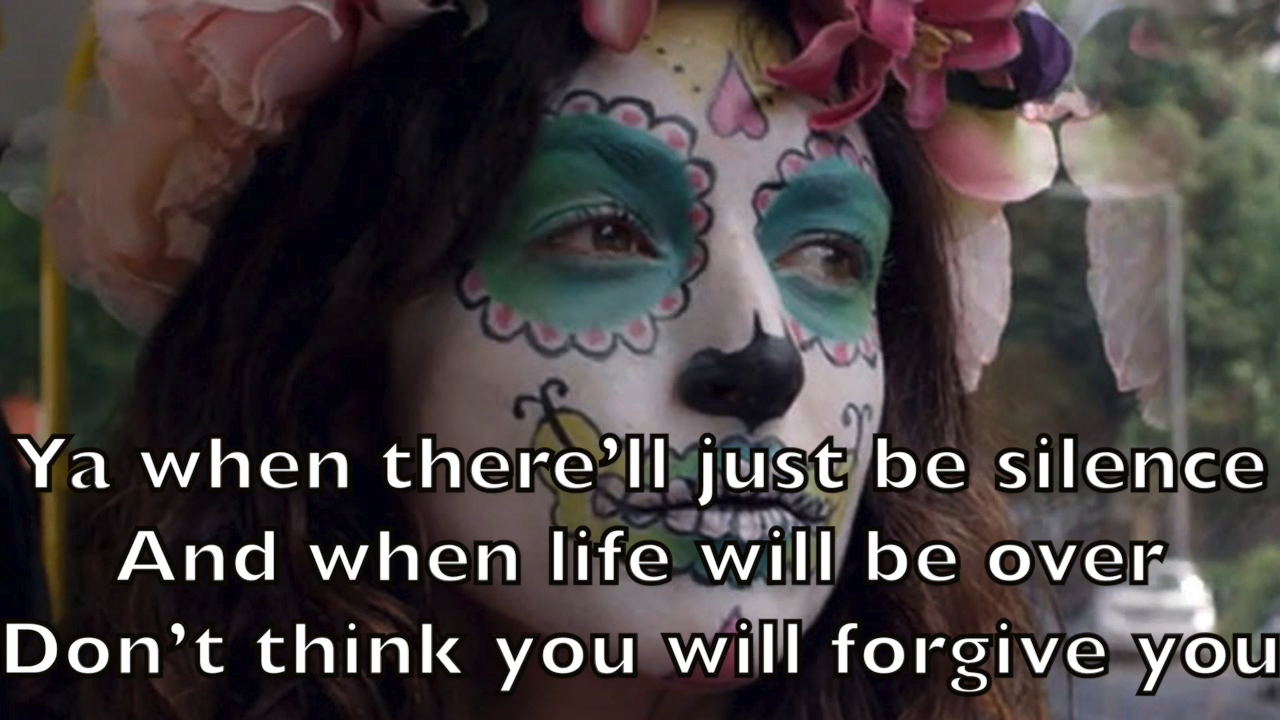 Ya when there’ll just be silence
And when life will be over
Don’t think you will forgive you